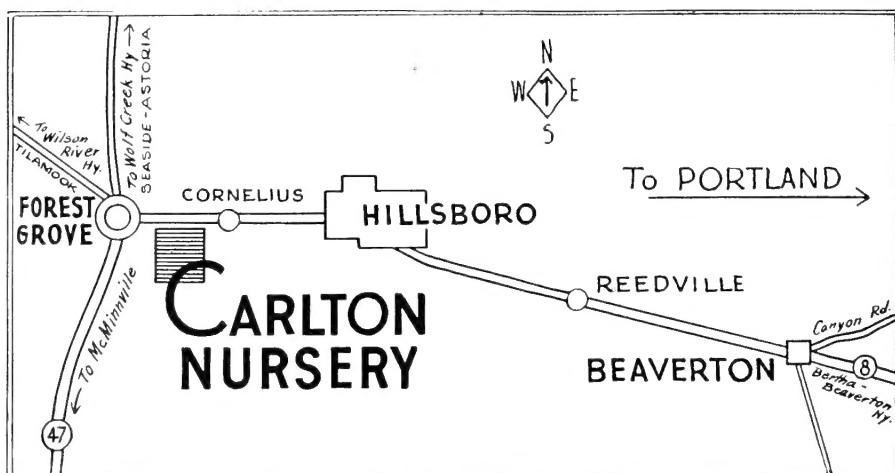 N
W E
S
To Wolf Creek Hy →
SEASIDE-ASTORIA
← To Wilson
River
Hy.
TILAMOOK
To PORTLAND
FOREST
GROVE
CORNELIUS
HILLSBORO
CARLTON
NURSERY
← To McMinnville
47
REEDVILLE
BEAVERTON
Canyon Rd.
8
Bertha-
Beaverton
Hy.